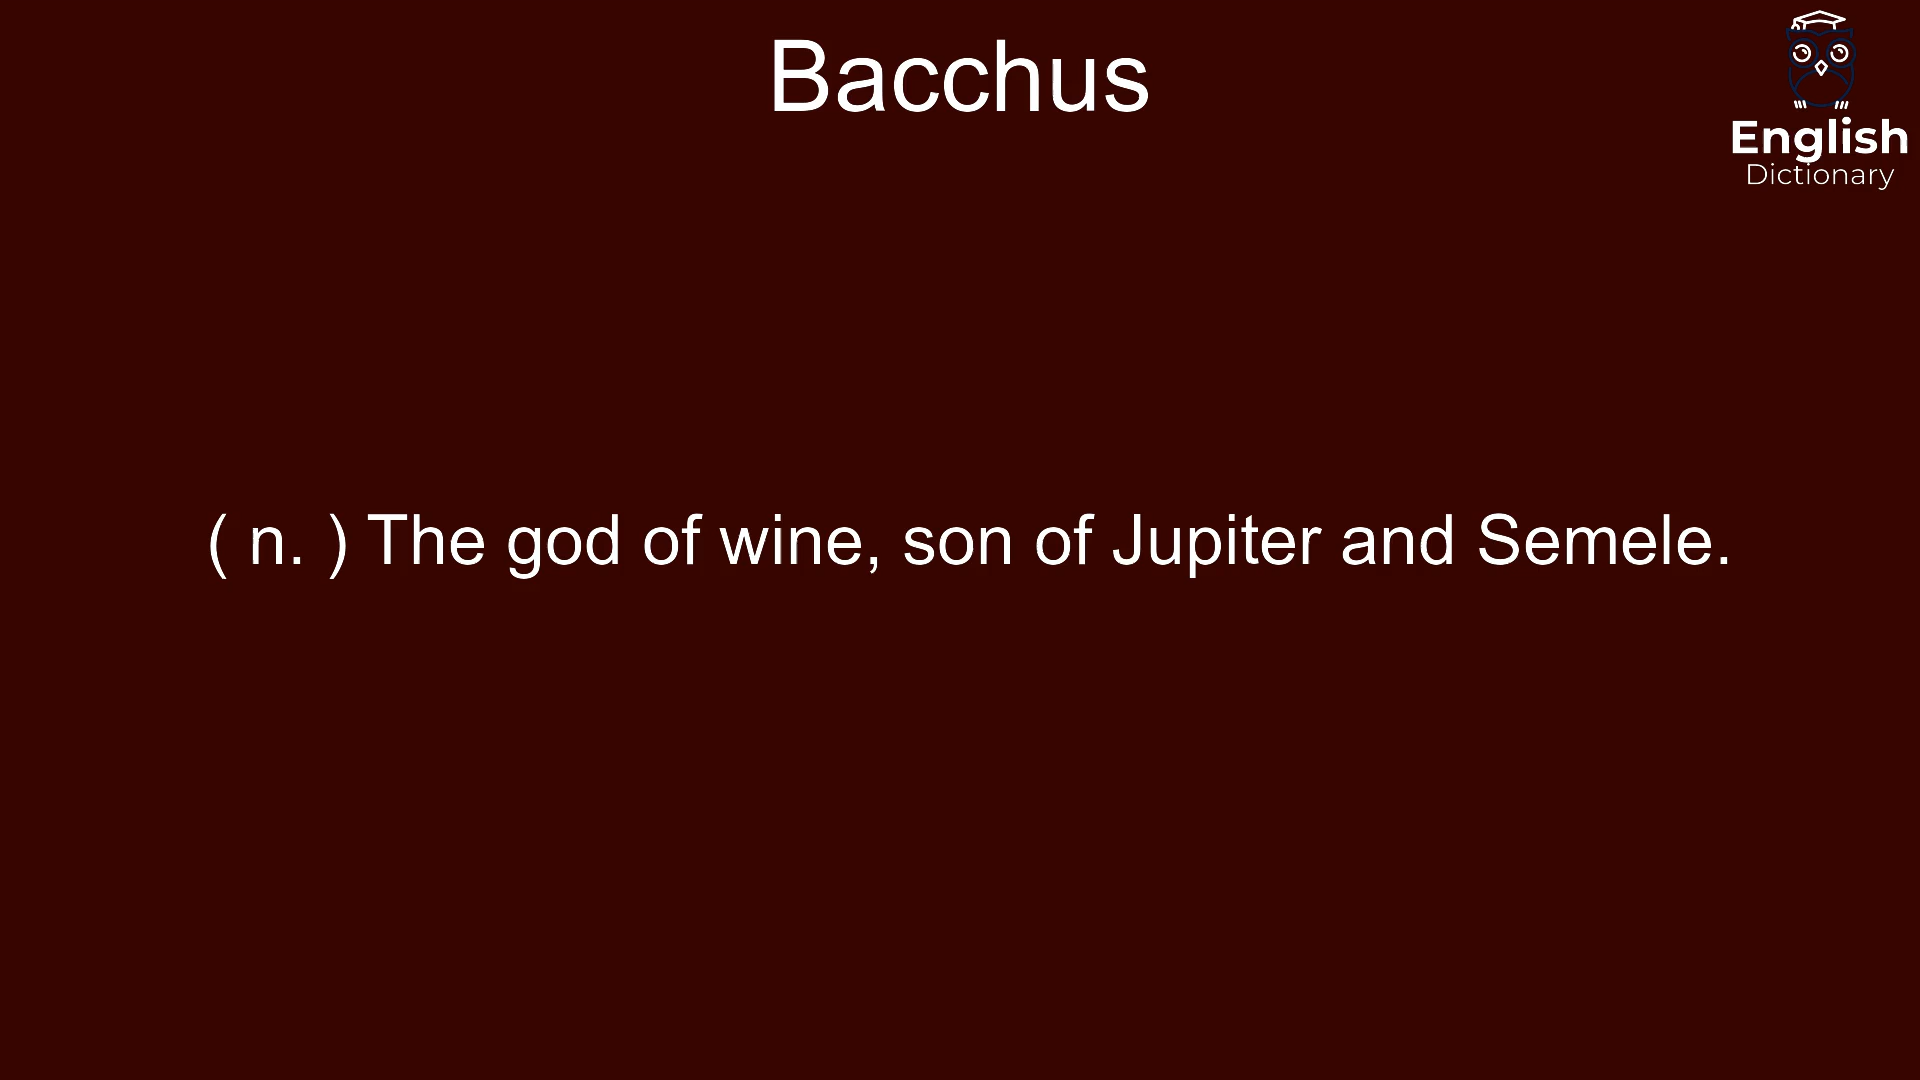 Bacchus
English
Dictionary
( n. ) The god of wine, son of Jupiter and Semele.